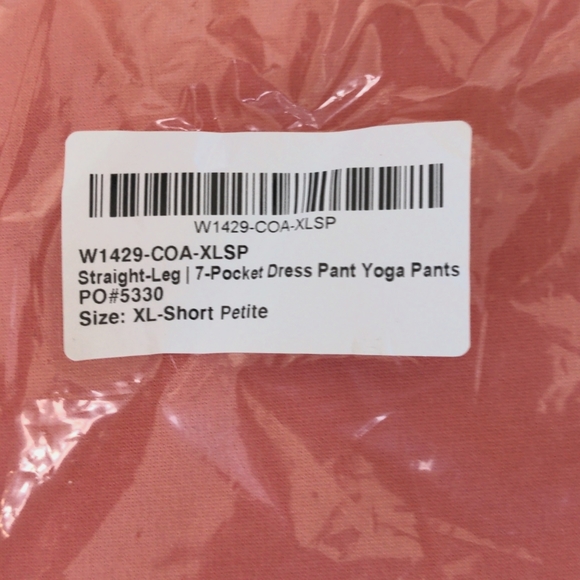 W1429-COA-XLSP
W1429-COA-XLSP
Straight-Leg | 7-Pocket Dress Pant Yoga Pants
PO#5330
Size: XL-Short Petite